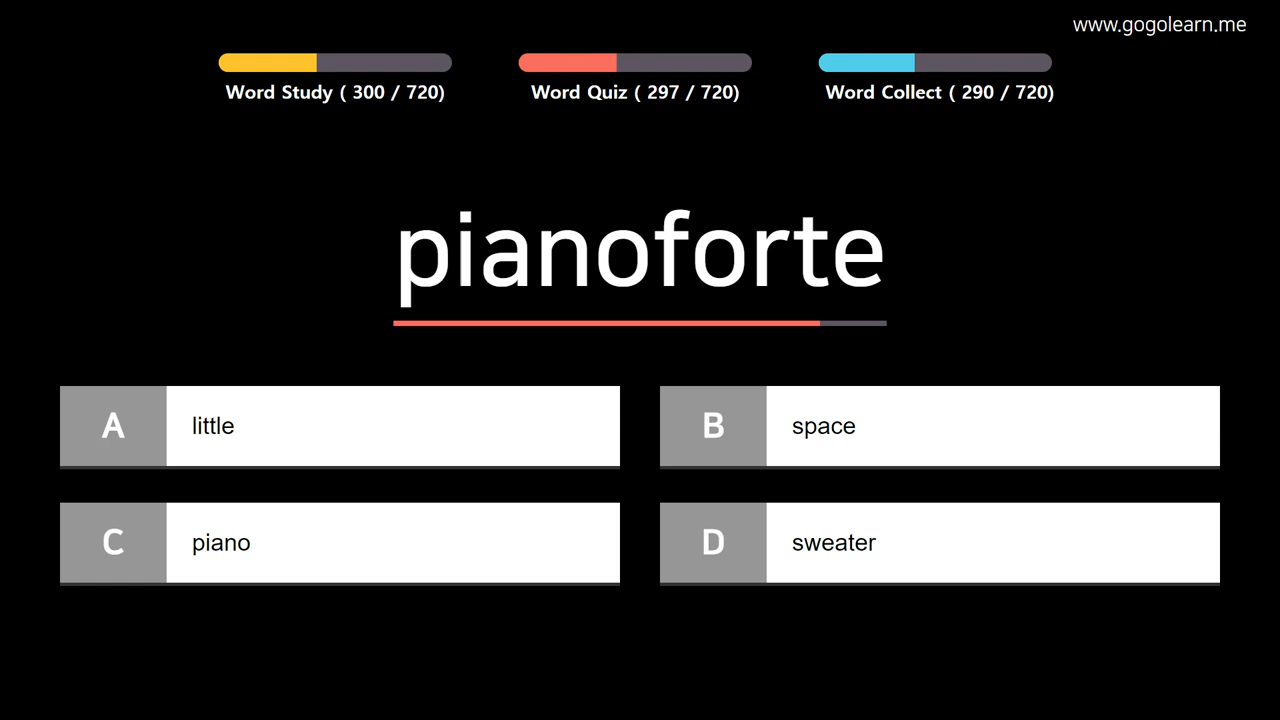 www.gogolearn.me
Word Study ( 300 / 720)
Word Quiz ( 297 / 720)
Word Collect ( 290 / 720)
pianoforte
A little
B space
C piano
D sweater